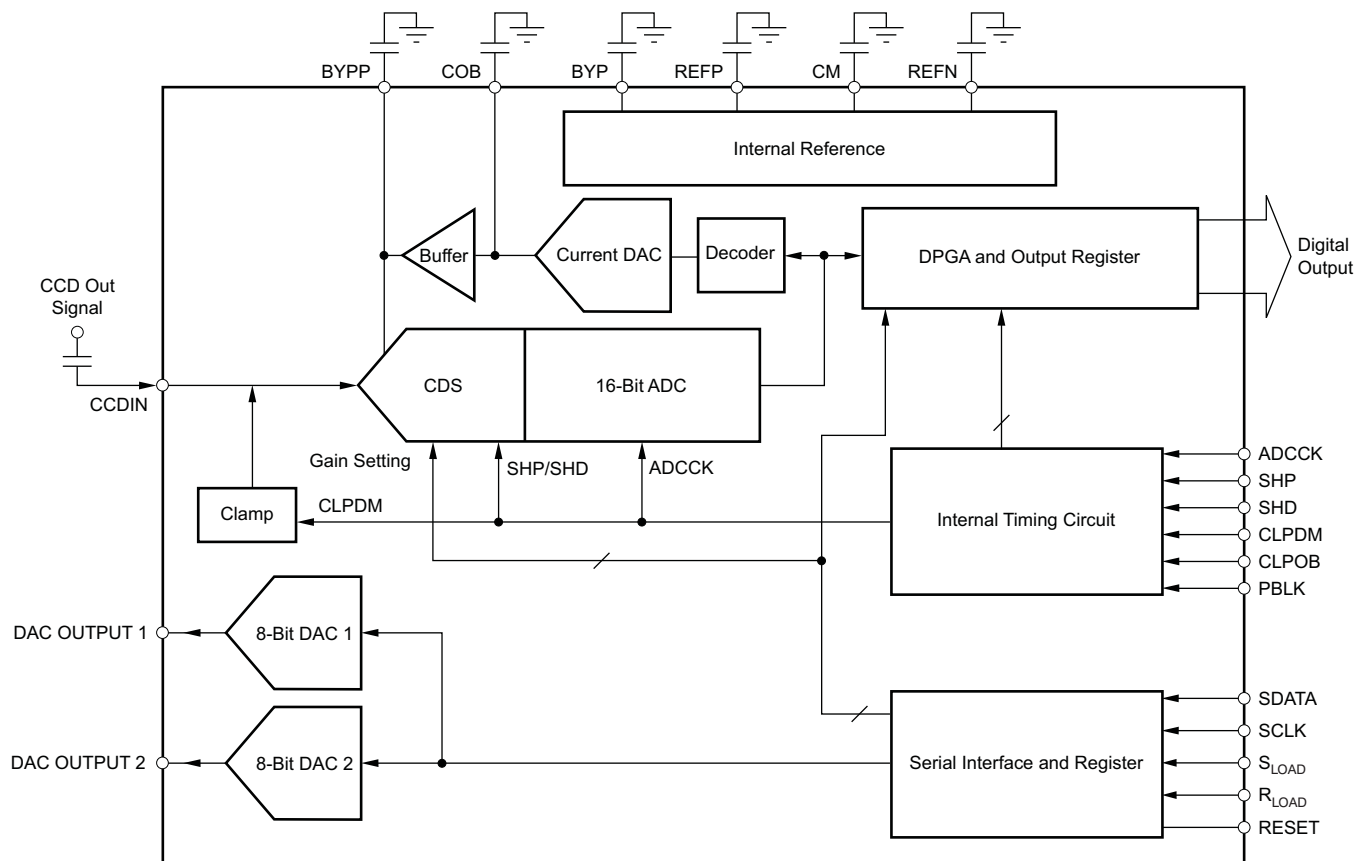 BYPP
COB
BYP
REFP
CM
REFN
Internal Reference
Buffer
Current DAC
Decoder
DPGA and Output Register
Digital
Output
CCD Out
Signal
CCDIN
CDS
16-Bit ADC
Gain Setting
SHP/SHD
ADCCK
Clamp
CLPDM
Internal Timing Circuit
ADCCK
SHP
SHD
CLPDM
CLPOB
PBLK
DAC OUTPUT 1
8-Bit DAC 1
DAC OUTPUT 2
8-Bit DAC 2
Serial Interface and Register
SDATA
SCLK
SLOAD
RLOAD
RESET